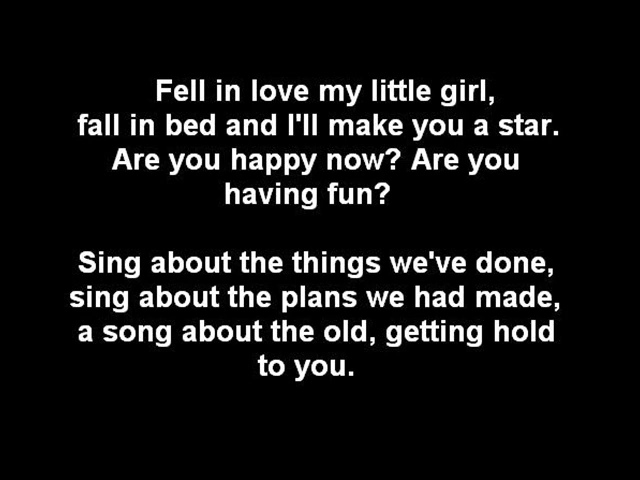 Fell in love my little girl,
fall in bed and I'll make you a star.
Are you happy now? Are you
having fun?
Sing about the things we've done,
sing about the plans we had made,
a song about the old, getting hold
to you.